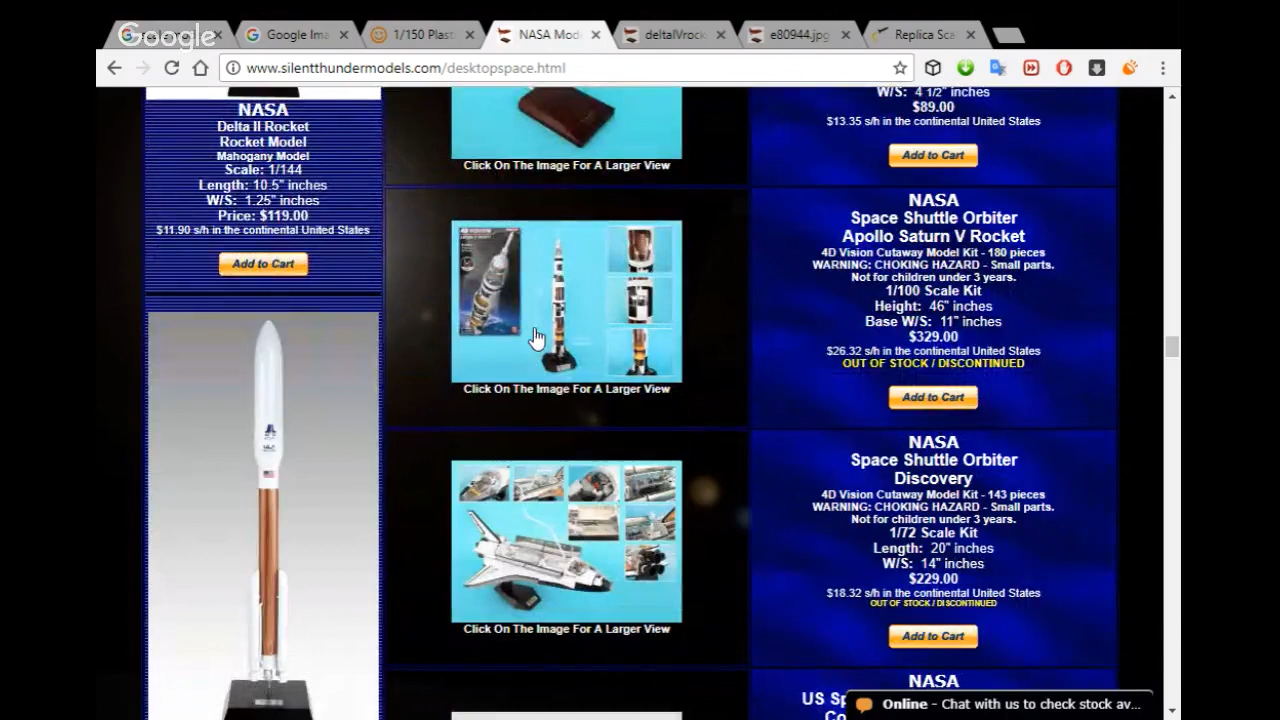 Google
Google Ima
1/150 Plast
NASA Mod
deltaIVrock
e80944.jpg
Replica Sca
www.silentthundermodels.com/desktopspace.html
NASA
Delta II Rocket
Rocket Model
Mahogany Model
Scale: 1/144
Length: 10.5" inches
W/S: 1.25" inches
Price: $119.00
$11.90 s/h in the continental United States
Add to Cart
Click On The Image For A Larger View
Click On The Image For A Larger View
Click On The Image For A Larger View
W/S: 4 1/2" inches
$89.00
$13.35 s/h in the continental United States
Add to Cart
NASA
Space Shuttle Orbiter
Apollo Saturn V Rocket
4D Vision Cutaway Model Kit - 180 pieces
WARNING: CHOKING HAZARD - Small parts.
Not for children under 3 years.
1/100 Scale Kit
Height: 46" inches
Base W/S: 11" inches
$329.00
$26.32 s/h in the continental United States
OUT OF STOCK / DISCONTINUED
Add to Cart
NASA
Space Shuttle Orbiter
Discovery
4D Vision Cutaway Model Kit - 143 pieces
WARNING: CHOKING HAZARD - Small parts.
Not for children under 3 years.
1/72 Scale Kit
Length: 20" inches
W/S: 14" inches
$229.00
$18.32 s/h in the continental United States
OUT OF STOCK / DISCONTINUED
Add to Cart
NASA
US Sp
Co
Online - Chat with us to check stock av...